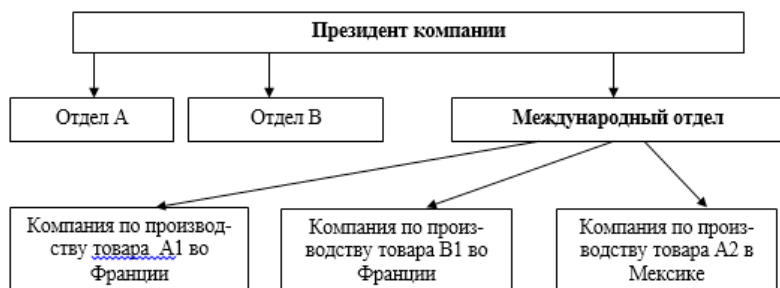 Президент компании
Отдел А
Отдел В
Международный отдел
Компания по производ-
ству товара А1 во
Франции
Компания по произ-
водству товара В1 во
Франции
Компания по произ-
водству товара А2 в
Мексике